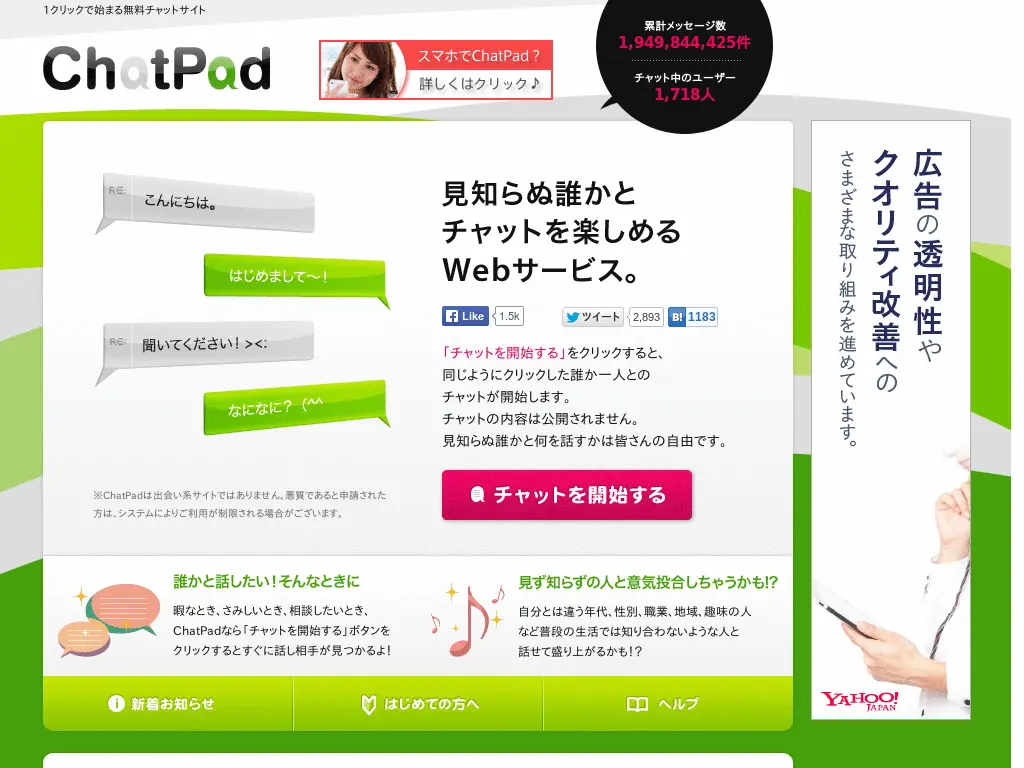 1クリックで始まる無料チャットサイト
ChatPad
スマホでChatPad？
詳しくはクリック♪
累計メッセージ数
1,949,844,425件
チャット中のユーザー
1,718人
RE:
こんにちは。
はじめまして〜！
RE:
聞いてください！><;
なになに？（^^
※ChatPadは出会い系サイトではありません。悪質であると申請された
方は、システムによりご利用が制限される場合がございます。
見知らぬ誰かと
チャットを楽しめる
Webサービス。
Like 1.5k
ツイート 2,893
B! 1183
「チャットを開始する」をクリックすると、
同じようにクリックした誰か一人との
チャットが開始します。
チャットの内容は公開されません。
見知らぬ誰かと何を話すかは皆さんの自由です。
チャットを開始する
誰かと話したい！そんなときに
暇なとき、さみしいとき、相談したいとき、
ChatPadなら「チャットを開始する」ボタンを
クリックするとすぐに話し相手が見つかるよ！
見ず知らずの人と意気投合しちゃうかも!?
自分とは違う年代、性別、職業、地域、趣味の人
など普段の生活では知り合わないような人と
話せて盛り上がるかも！？
新着お知らせ
はじめての方へ
ヘルプ
広告の透明性や
クオリティ改善への
さまざまな取り組みを進めています。
YAHOO!
JAPAN